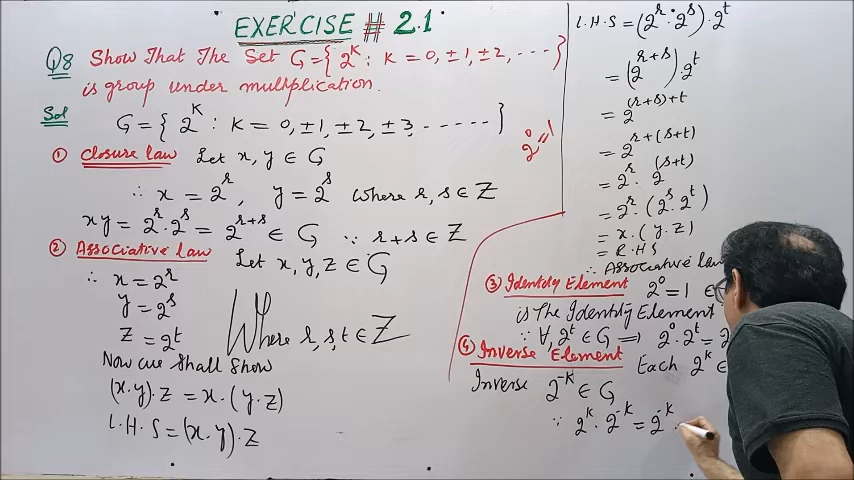 EXERCISE # 2.1
Q8 Show That The Set G={ 2^k : k = 0, ±1, ±2, ---- }
is group under multiplication.
Sol G={ 2^k : k = 0, ±1, ±2, ±3, ------ }
2^0=1
① Closure law Let x, y ∈ G
∴ x = 2^r , y = 2^s where r, s ∈ Z
xy = 2^r · 2^s = 2^(r+s) ∈ G ∵ r+s ∈ Z
② Associative law Let x, y, z ∈ G
∴ x = 2^r
y = 2^s
z = 2^t
Where r, s, t ∈ Z
Now we Shall Show
(x·y)·z = x·(y·z)
L.H.S = (x·y)·z
L.H.S = (2^r · 2^s)·2^t
= (2^(r+s))·2^t
= 2^((r+s)+t)
= 2^(r+(s+t))
= 2^r · 2^(s+t)
= 2^r · (2^s · 2^t)
= x·(y·z)
= R.H.S
∴ Associative law
③ Identity Element 2^0 = 1 ∈
is The Identity Element
∵ ∀, 2^t ∈ G ⟹ 2^0 · 2^t = 2
④ Inverse Element Each 2^k ∈
Inverse 2^-k ∈ G
∵ 2^k · 2^-k = 2^-k ·